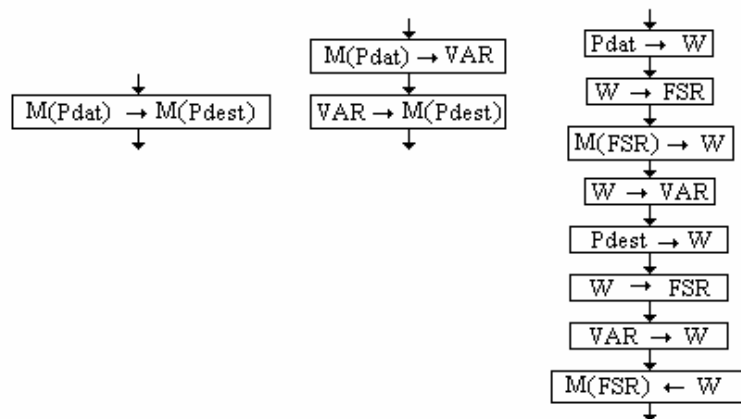 M(Pdat) → M(Pdest)
M(Pdat) → VAR
VAR → M(Pdest)
Pdat → W
W → FSR
M(FSR) → W
W → VAR
Pdest → W
W → FSR
VAR → W
M(FSR) ← W